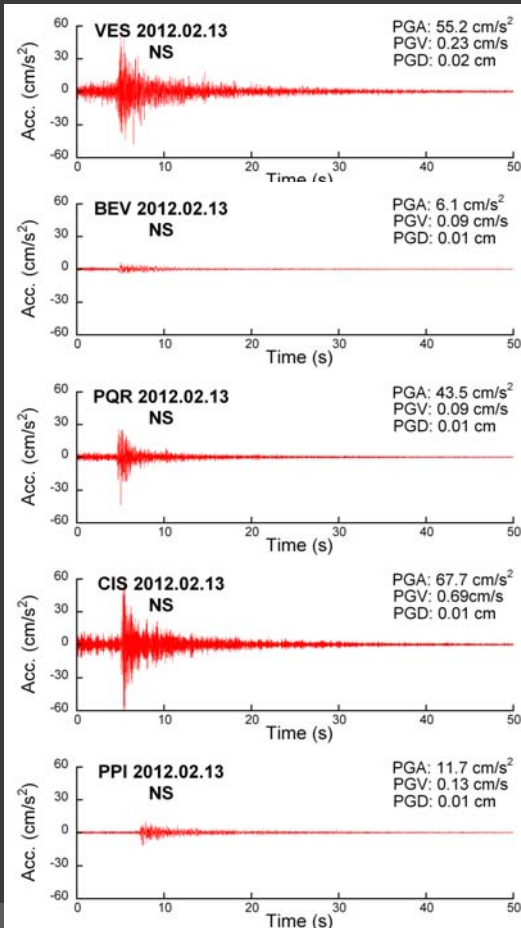 60
VES 2012.02.13
PGA: 55.2 cm/s²
NS
PGV: 0.23 cm/s
30
PGD: 0.02 cm
0
-30
-60
Acc. (cm/s²)
0 10 20 30 40 50
Time (s)
60
BEV 2012.02.13
PGA: 6.1 cm/s²
NS
PGV: 0.09 cm/s
30
PGD: 0.01 cm
0
-30
-60
Acc. (cm/s²)
0 10 20 30 40 50
Time (s)
60
PQR 2012.02.13
PGA: 43.5 cm/s²
NS
PGV: 0.09 cm/s
30
PGD: 0.01 cm
0
-30
-60
Acc. (cm/s²)
0 10 20 30 40 50
Time (s)
60
CIS 2012.02.13
PGA: 67.7 cm/s²
NS
PGV: 0.69cm/s
30
PGD: 0.01 cm
0
-30
-60
Acc. (cm/s²)
0 10 20 30 40 50
Time (s)
60
PPI 2012.02.13
PGA: 11.7 cm/s²
NS
PGV: 0.13 cm/s
30
PGD: 0.01 cm
0
-30
-60
Acc. (cm/s²)
0 10 20 30 40 50
Time (s)